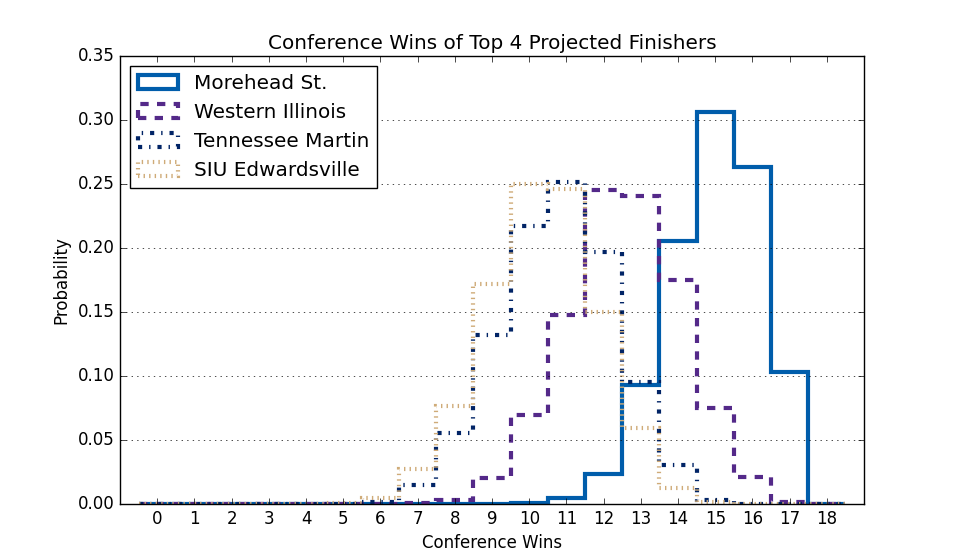 Conference Wins of Top 4 Projected Finishers
Morehead St.
Western Illinois
Tennessee Martin
SIU Edwardsville
Probability
0.35
0.30
0.25
0.20
0.15
0.10
0.05
0.00
0 1 2 3 4 5 6 7 8 9 10 11 12 13 14 15 16 17 18
Conference Wins